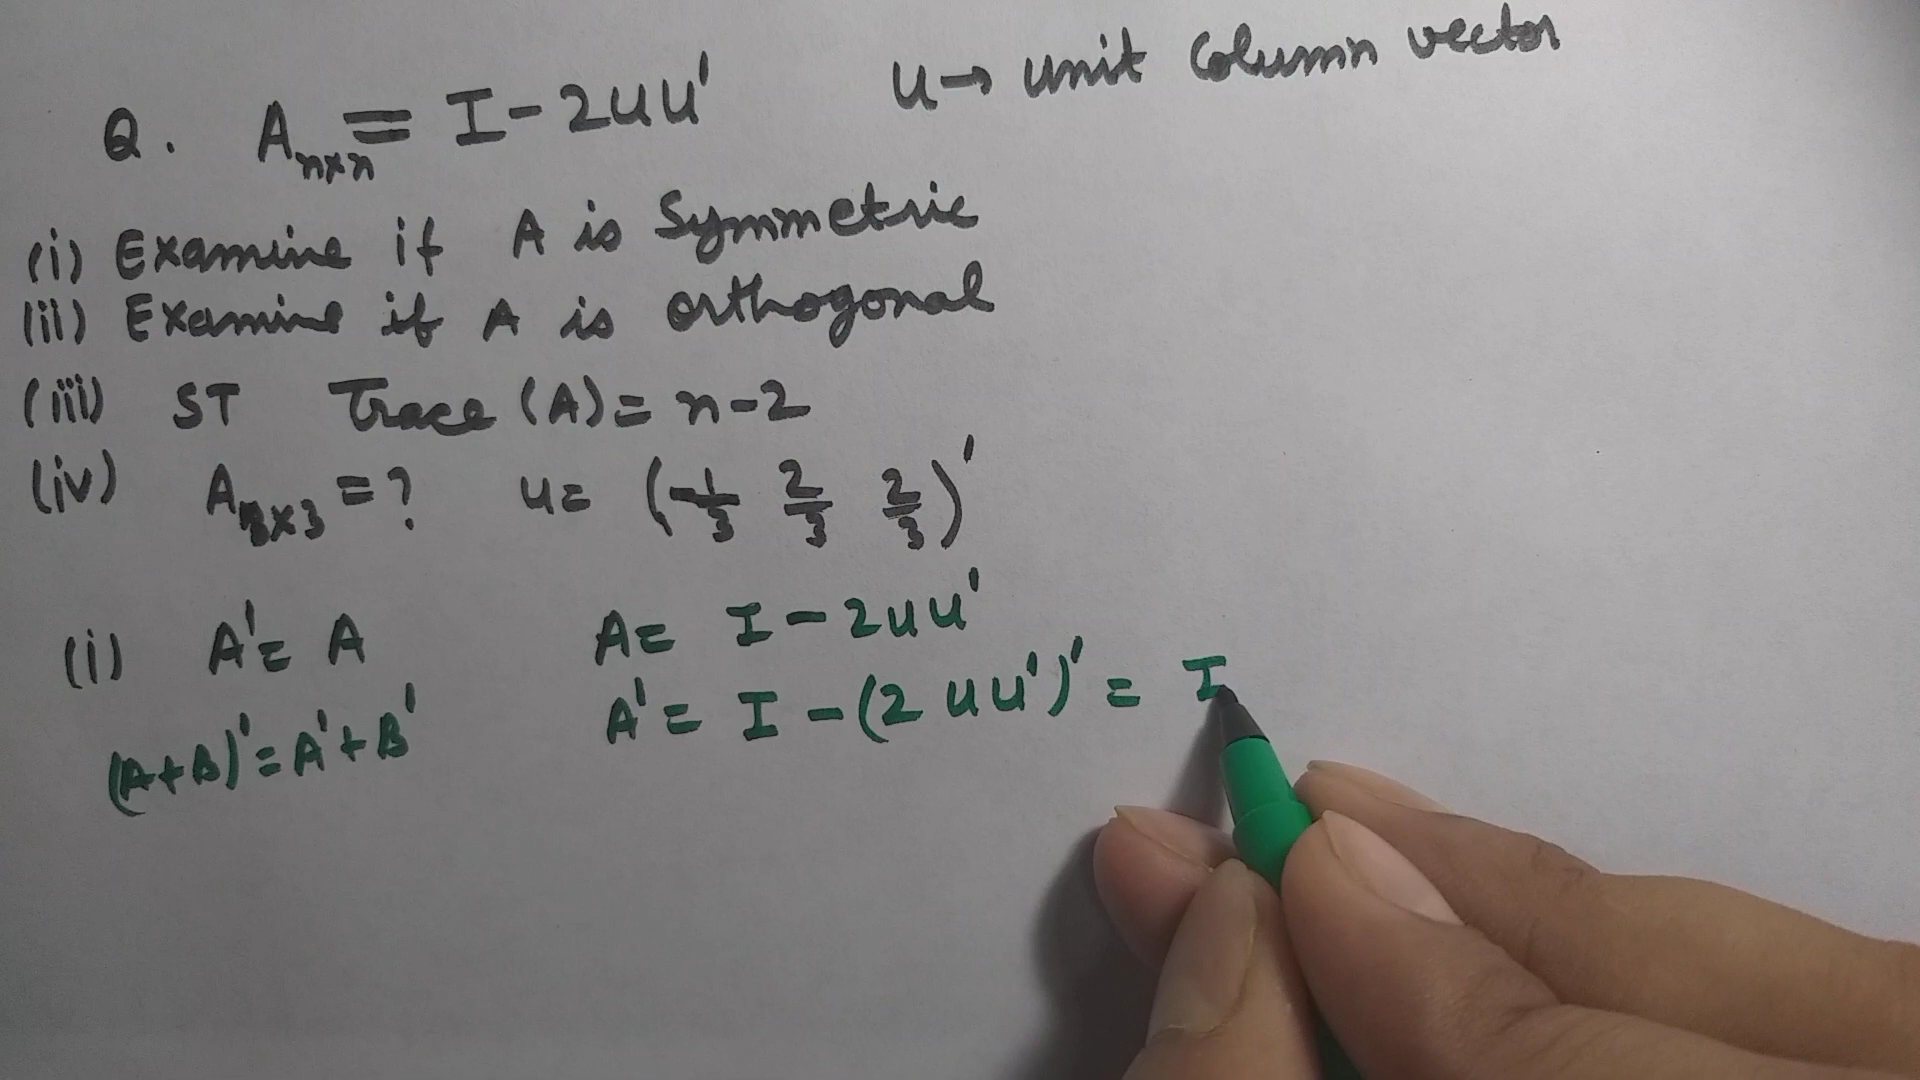 Q. Aₙₓₙ = I - 2uu' u → unit column vector
(i) Examine if A is symmetric
(ii) Examine if A is orthogonal
(iii) ST Trace (A) = n-2
(iv) A₃ₓ₃ = ? u = (-1/3 2/3 2/3)'
(i) A' = A A = I - 2uu'
(A+B)' = A'+B' A' = I - (2uu')' = I